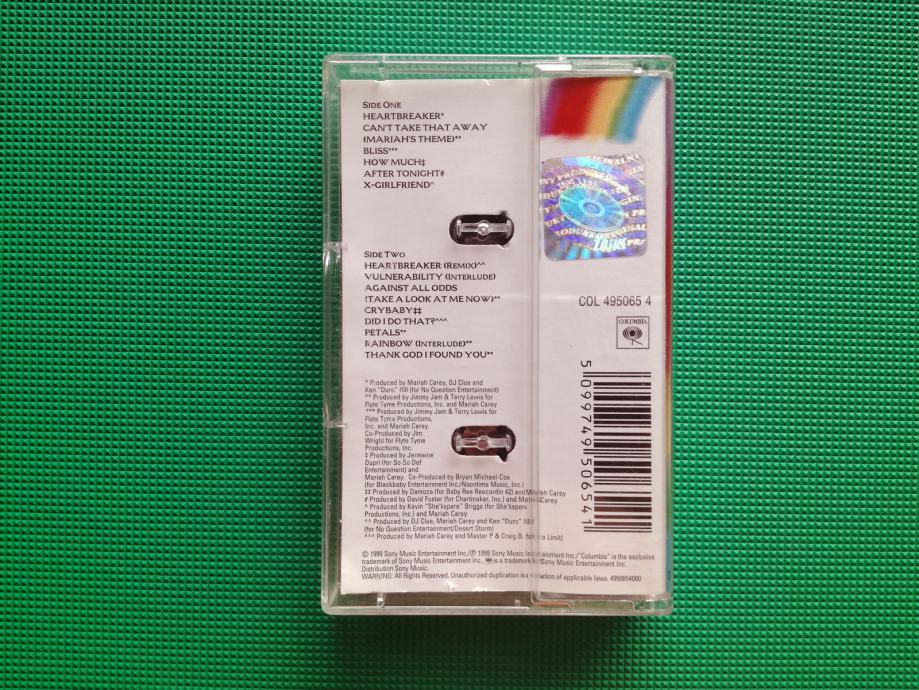 SIDE ONE
HEARTBREAKER*
CAN'T TAKE THAT AWAY
(MARIAH'S THEME)**
BLISS***
HOW MUCH‡
AFTER TONIGHT#
X-GIRLFRIEND^
SIDE TWO
HEARTBREAKER (REMIX)^^
VULNERABILITY (INTERLUDE)
AGAINST ALL ODDS
(TAKE A LOOK AT ME NOW)**
CRYBABY‡‡
DID I DO THAT?^^^
PETALS**
RAINBOW (INTERLUDE)**
THANK GOD I FOUND YOU**
* Produced by Mariah Carey, DJ Clue and
Ken "Duro" Ifill (for No Question Entertainment)
** Produced by Jimmy Jam & Terry Lewis for
Flyte Tyme Productions, Inc. and Mariah Carey
*** Produced by Jimmy Jam & Terry Lewis for
Flyte Tyme Productions,
Inc. and Mariah Carey.
Co-Produced by Jim
Wright for Flyte Tyme
Productions, Inc.
‡ Produced by Jermaine
Dupri (for So So Def
Entertainment) and
Mariah Carey. Co-Produced by Bryan Michael-Cox
(for Blackbaby Entertainment Inc./Noontime Music, Inc.)
‡‡ Produced by Damizza (for Baby Ree Reecordin 42) and Mariah Carey
# Produced by David Foster (for Chartmaker, Inc.) and Mariah Carey
^ Produced by Kevin "She'kspere" Briggs (for She'kspere
Productions, Inc.) and Mariah Carey
^^ Produced by DJ Clue, Mariah Carey and Ken "Duro" Ifill
(for No Question Entertainment/Desert Storm)
^^^ Produced by Mariah Carey and Master P & Craig B. for No Limit)
© 1999 Sony Music Entertainment Inc./℗ 1999 Sony Music Entertainment Inc./"Columbia" is the exclusive
trademark of Sony Music Entertainment Inc., is a trademark of Sony Music Entertainment Inc.
Distribution Sony Music.
WARNING: All Rights Reserved. Unauthorized duplication is a violation of applicable laws. 4950654000
ZAiKS
COL 495065 4
COLUMBIA
5 099749 506541